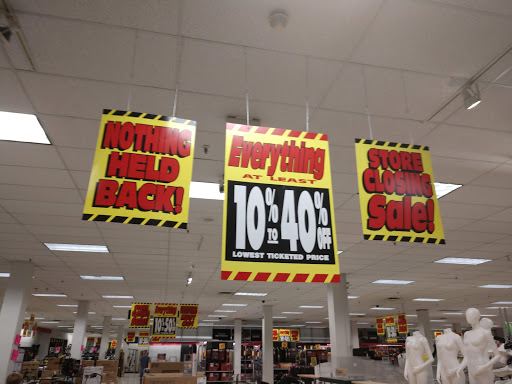 NOTHING
HELD
BACK!
Everything
AT LEAST
10% TO 40% OFF
LOWEST TICKETED PRICE
STORE
CLOSING
Sale!